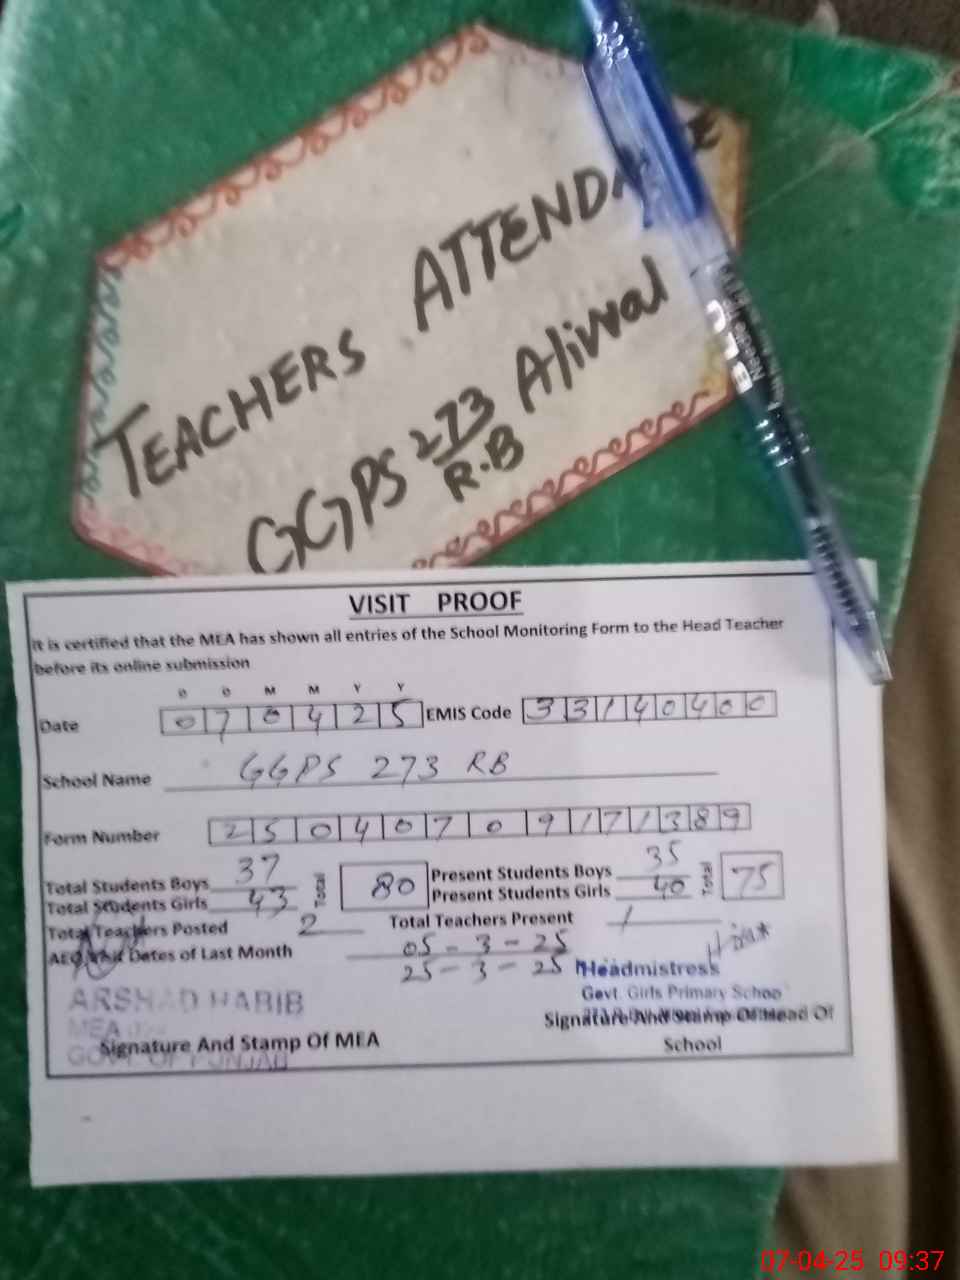 TEACHERS ATTENDA E
GGPS 273 R.B Aliwal
BLC
VISIT PROOF
It is certified that the MEA has shown all entries of the School Monitoring Form to the Head Teacher
before its online submission
D D M M Y Y
Date 0 7 0 4 2 5 EMIS Code 3 3 1 4 0 4 0 0
School Name GGPS 273 RB
Form Number 2 5 0 4 0 7 0 9 1 7 1 3 8 9
Total Students Boys 37 Present Students Boys 35
Total Students Girls 43 Total 80 Present Students Girls 40 Total 75
Total Teachers Posted 2 Total Teachers Present 1
AEO Visit Dates of Last Month 05-3-25
25-3-25
Headmistress
Govt. Girls Primary Schoo
ARSHAD HABIB
MEA
GOVT OF PUNJAB
Signature And Stamp Of MEA
Signature And Stamp Of Head Of
School
07-04-25 09:37